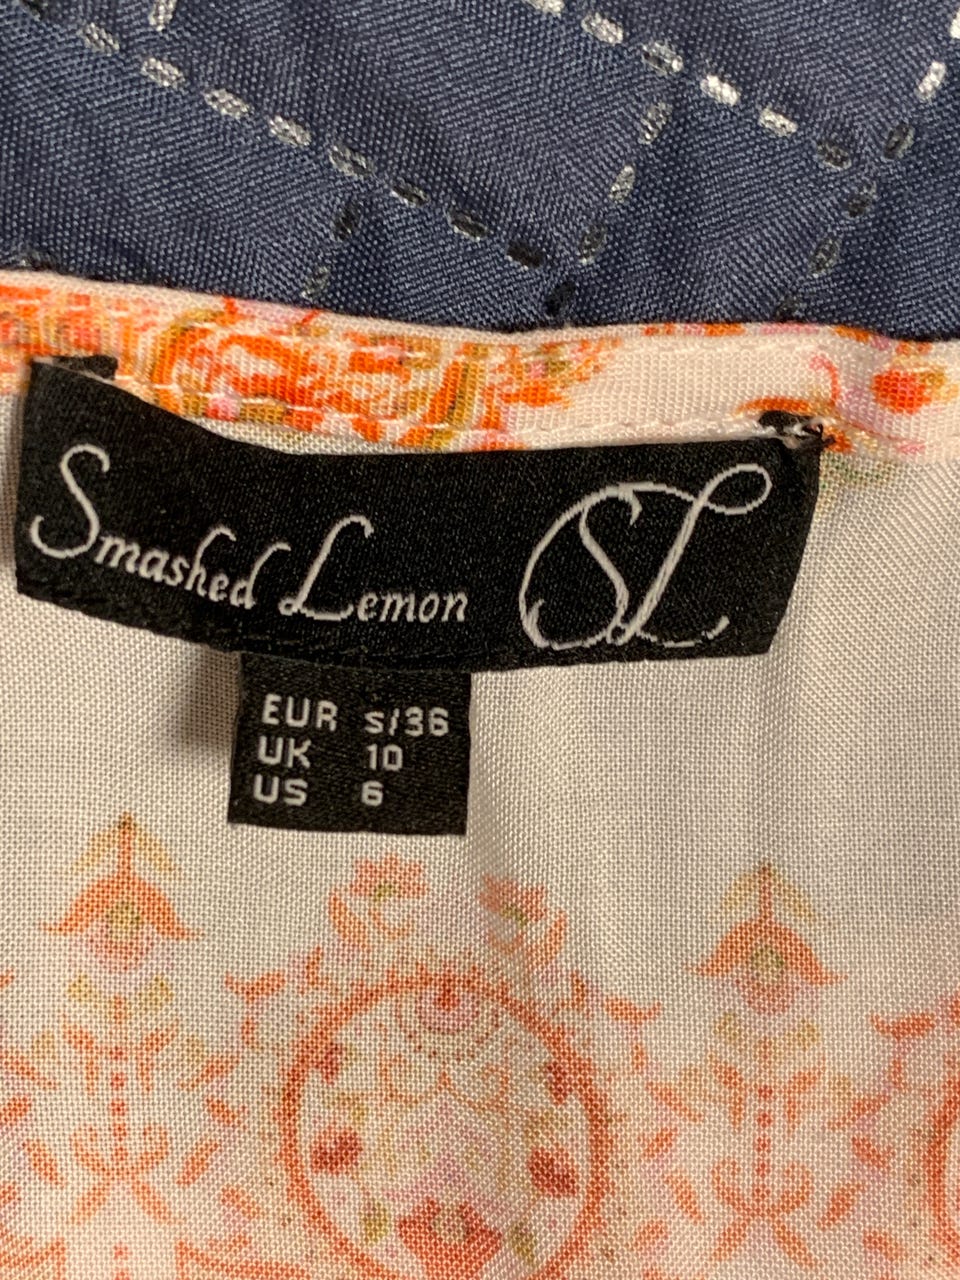 Smashed Lemon SL
EUR S/36
UK 10
US 6